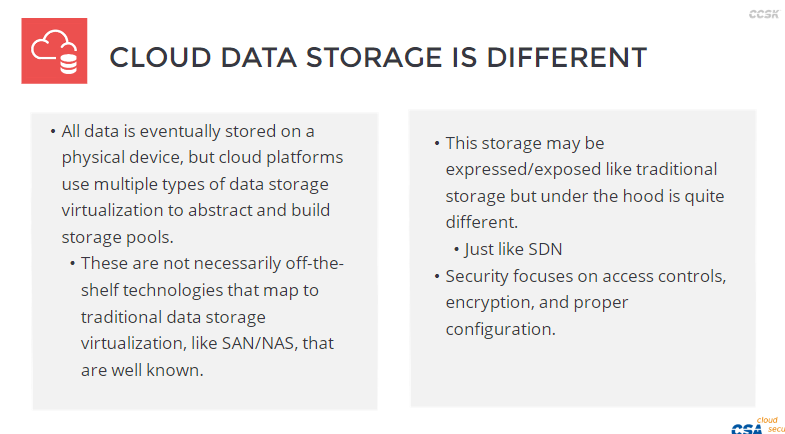 CCSK
CLOUD DATA STORAGE IS DIFFERENT
• All data is eventually stored on a
physical device, but cloud platforms
use multiple types of data storage
virtualization to abstract and build
storage pools.
• These are not necessarily off-the-
shelf technologies that map to
traditional data storage
virtualization, like SAN/NAS, that
are well known.
• This storage may be
expressed/exposed like traditional
storage but under the hood is quite
different.
• Just like SDN
• Security focuses on access controls,
encryption, and proper
configuration.
cloud
CSA secu